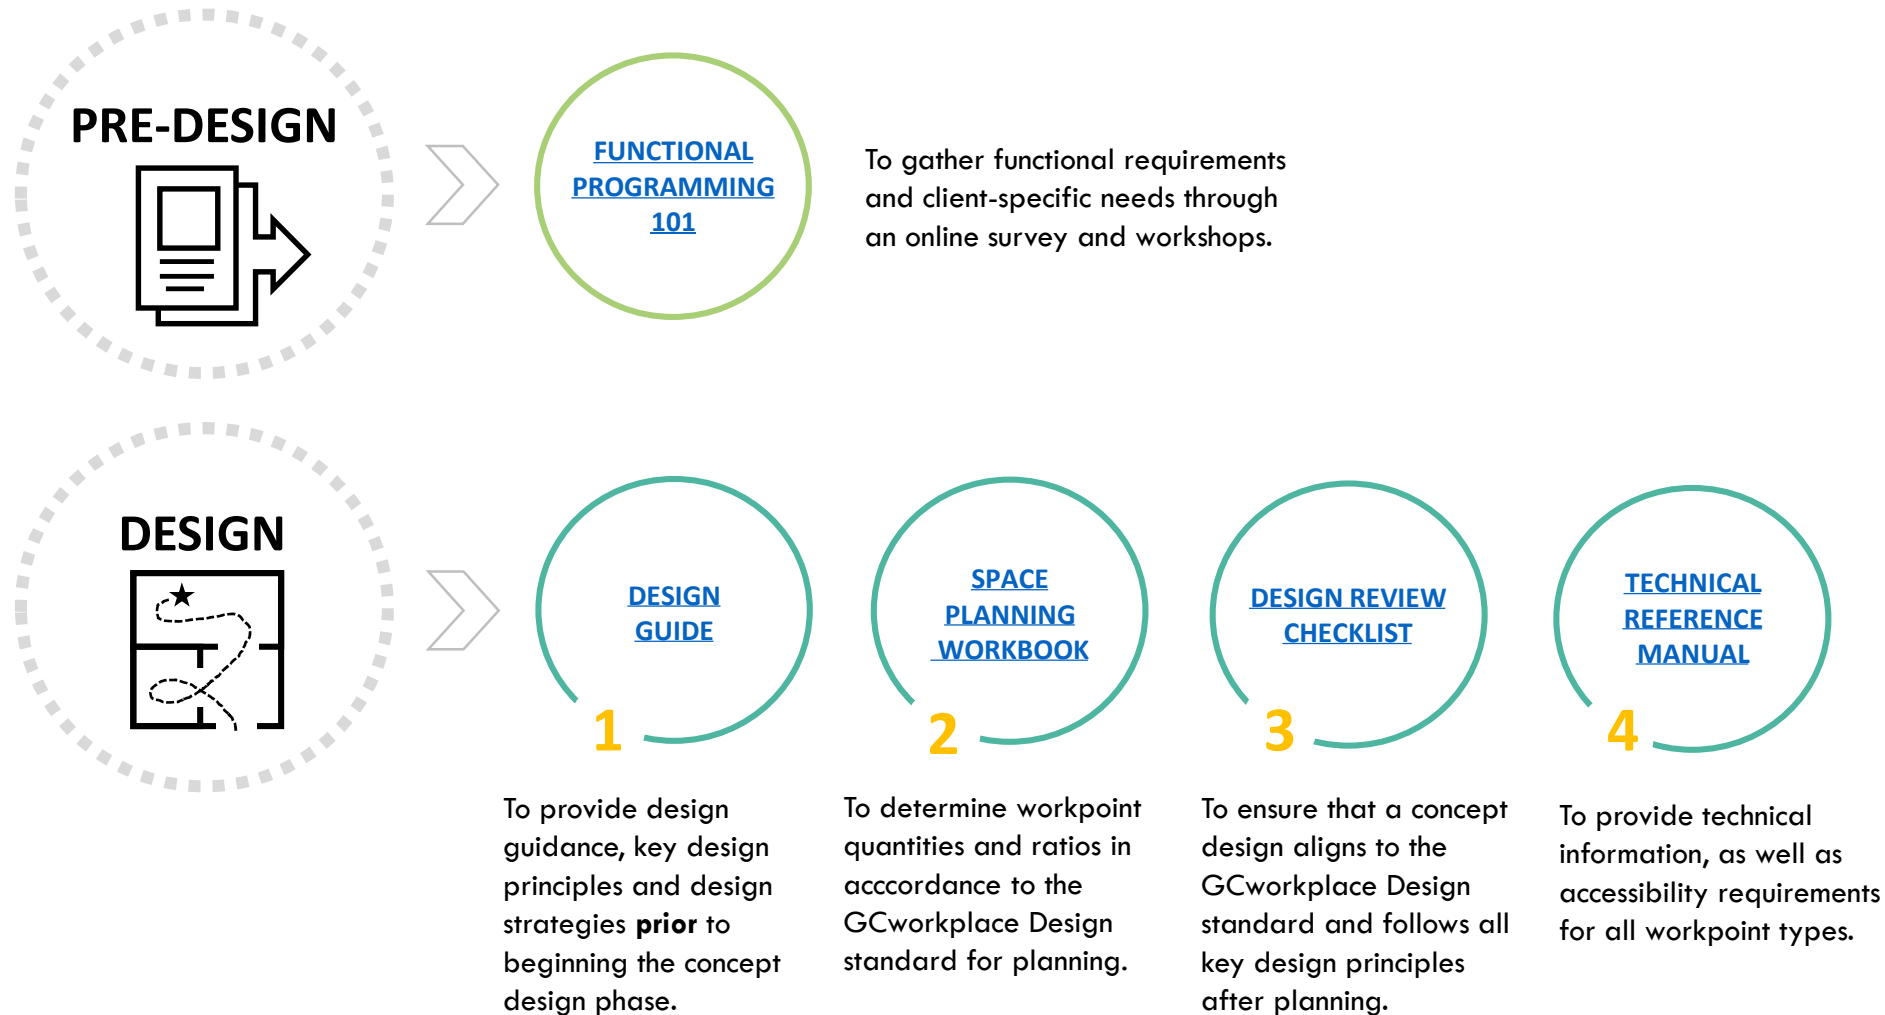 PRE-DESIGN
FUNCTIONAL
PROGRAMMING
101
To gather functional requirements
and client-specific needs through
an online survey and workshops.
DESIGN
DESIGN
GUIDE
1
To provide design
guidance, key design
principles and design
strategies prior to
beginning the concept
design phase.
SPACE
PLANNING
WORKBOOK
2
To determine workpoint
quantities and ratios in
acccordance to the
GCworkplace Design
standard for planning.
DESIGN REVIEW
CHECKLIST
3
To ensure that a concept
design aligns to the
GCworkplace Design
standard and follows all
key design principles
after planning.
TECHNICAL
REFERENCE
MANUAL
4
To provide technical
information, as well as
accessibility requirements
for all workpoint types.